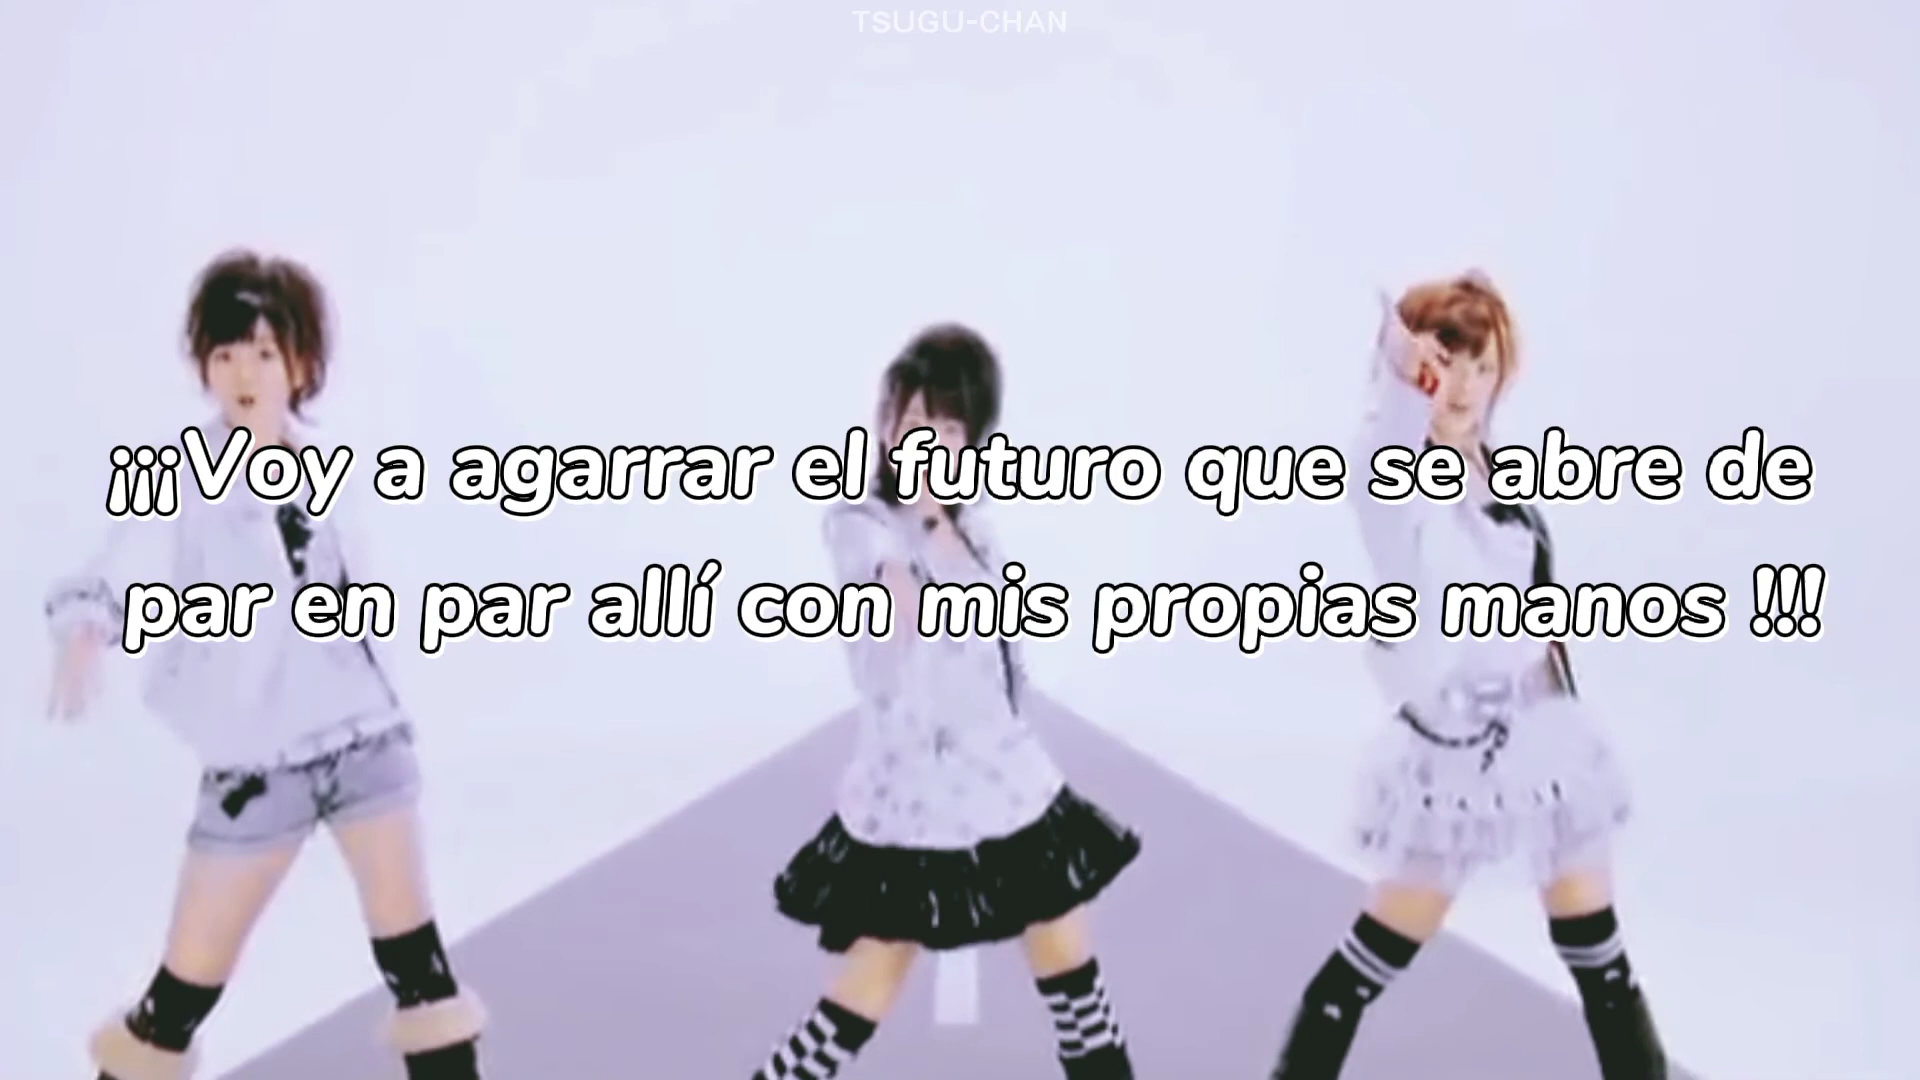 TSUGU-CHAN
¡¡¡Voy a agarrar el futuro que se abre de
par en par allí con mis propias manos !!!